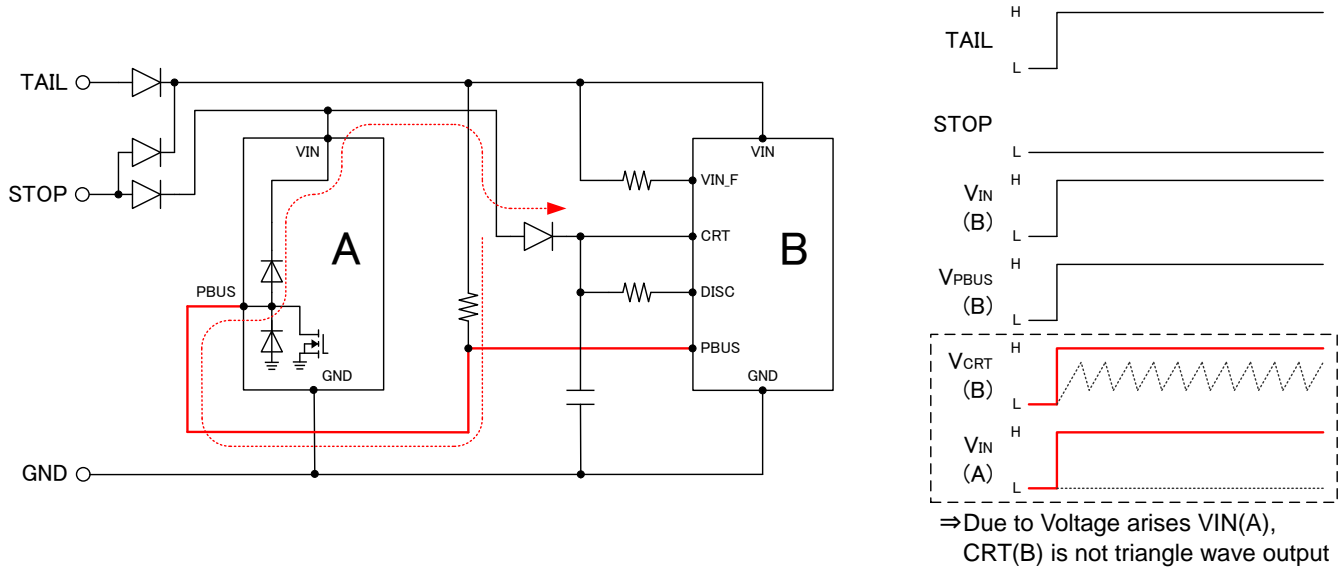 TAIL
STOP
GND
VIN
A
PBUS
GND
VIN
VIN_F
CRT
B
DISC
PBUS
GND
TAIL
H
L
STOP
L
VIN
(B)
H
L
VPBUS
(B)
H
L
VCRT
(B)
H
L
VIN
(A)
H
L
⇒Due to Voltage arises VIN(A),
CRT(B) is not triangle wave output